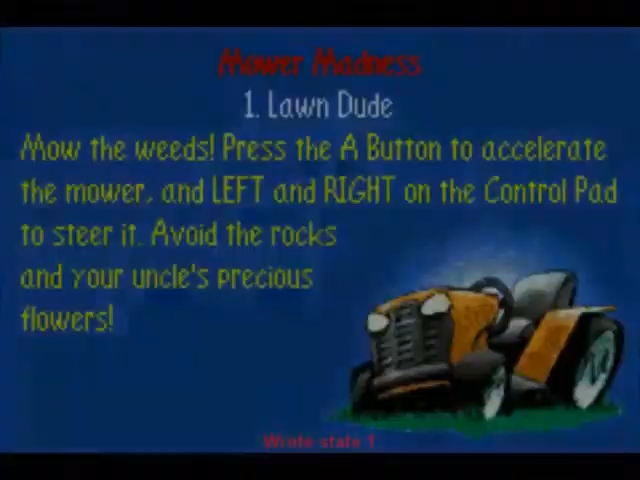 Mower Madness
1. Lawn Dude
Mow the weeds! Press the A Button to accelerate
the mower, and LEFT and RIGHT on the Control Pad
to steer it. Avoid the rocks
and your uncle's precious
flowers!
Wrote state 1